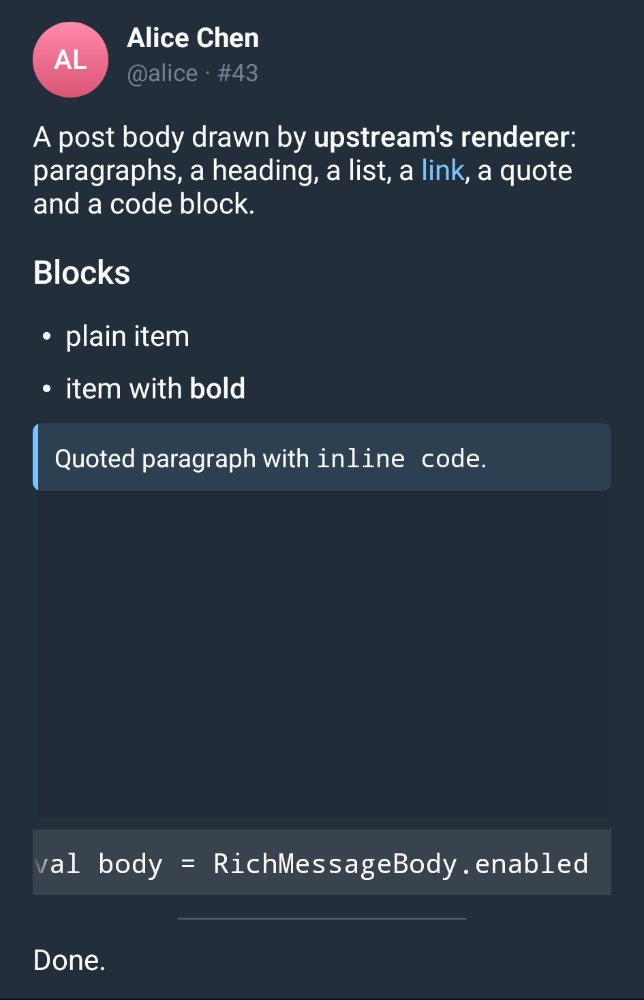 AL
Alice Chen
@alice · #43
A post body drawn by upstream's renderer:
paragraphs, a heading, a list, a link, a quote
and a code block.
Blocks
• plain item
• item with bold
Quoted paragraph with inline code.
val body = RichMessageBody.enabled
Done.